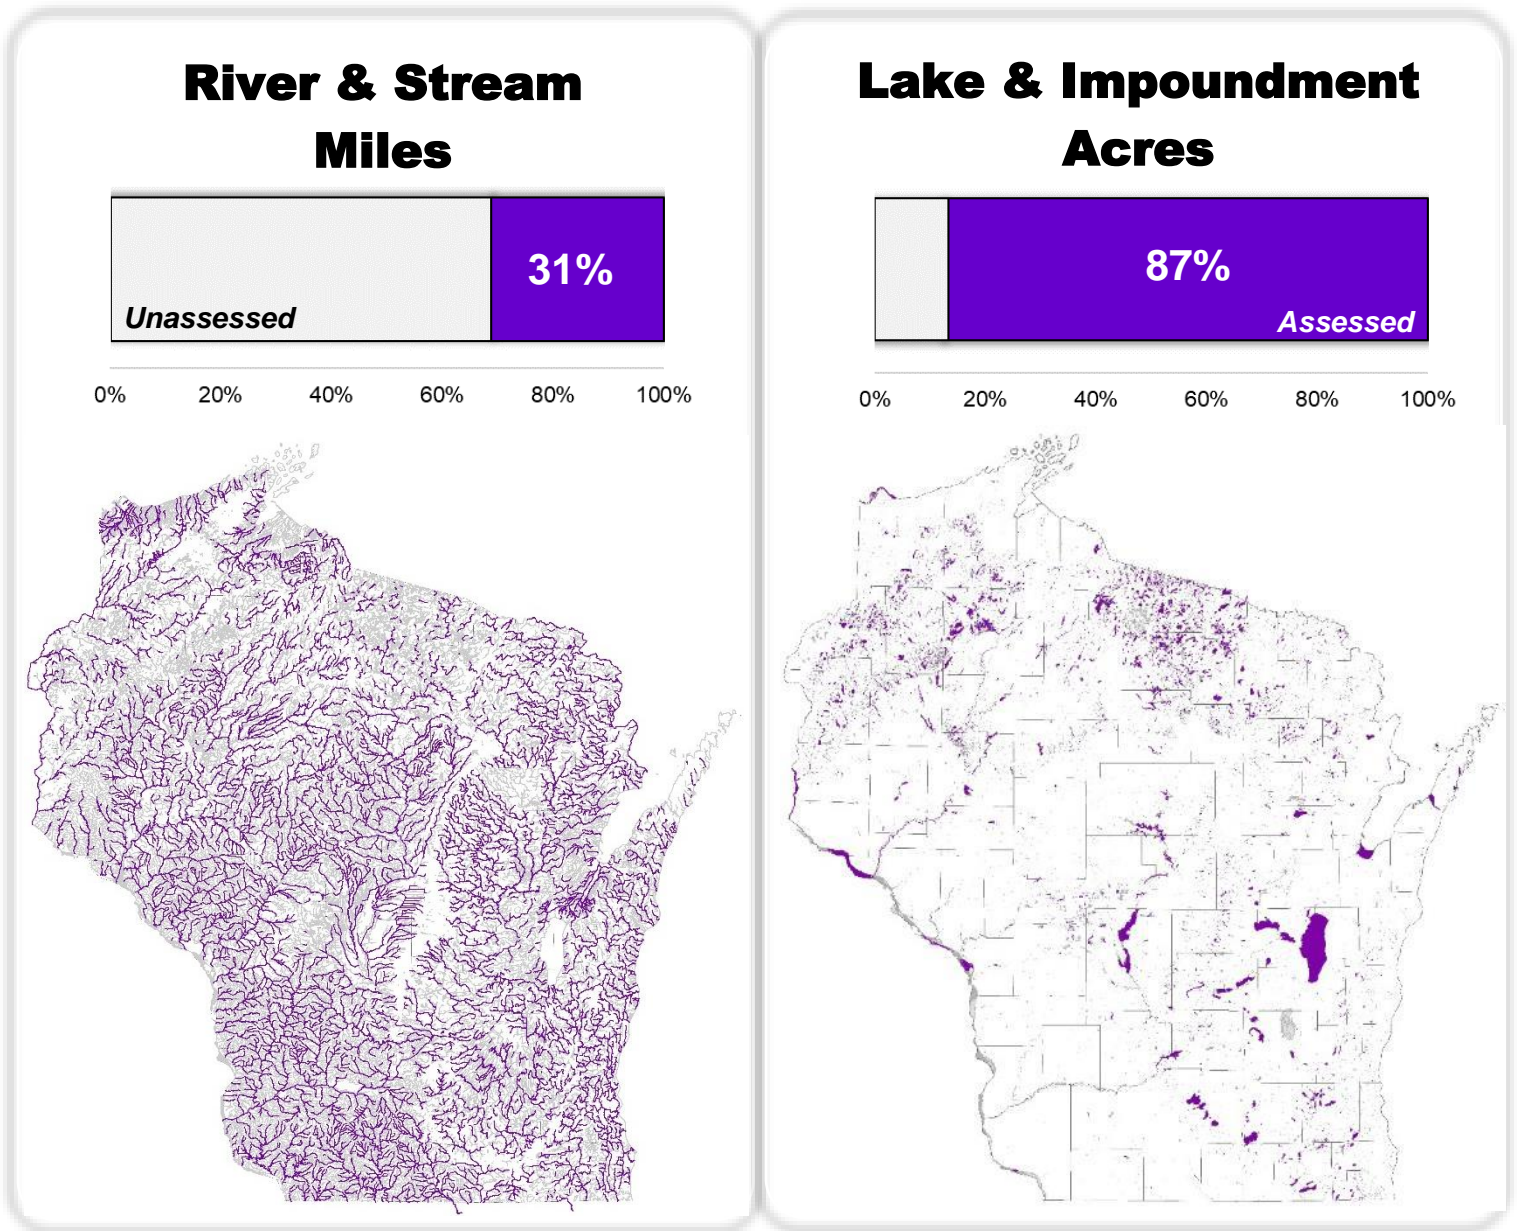 River & Stream
Miles
31%
Unassessed
0% 20% 40% 60% 80% 100%
Lake & Impoundment
Acres
87%
Assessed
0% 20% 40% 60% 80% 100%